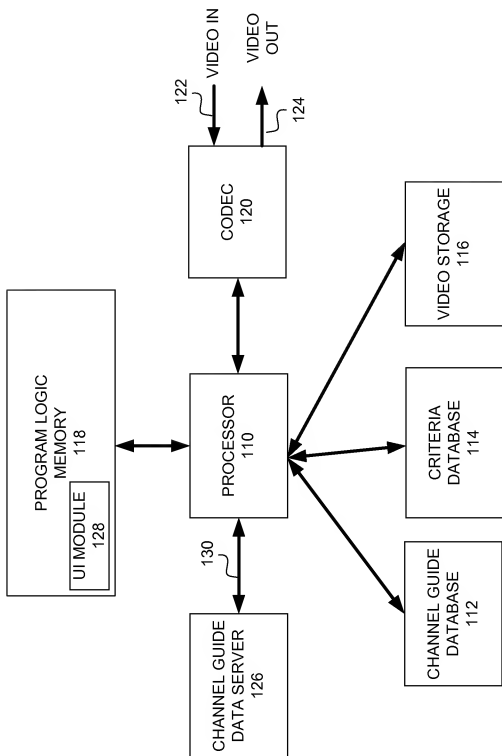 PROGRAM LOGIC
MEMORY
118
UI MODULE
128
CHANNEL GUIDE
DATA SERVER
126
130
PROCESSOR
110
CODEC
120
122
VIDEO IN
VIDEO
OUT
124
CHANNEL GUIDE
DATABASE
112
CRITERIA
DATABASE
114
VIDEO STORAGE
116